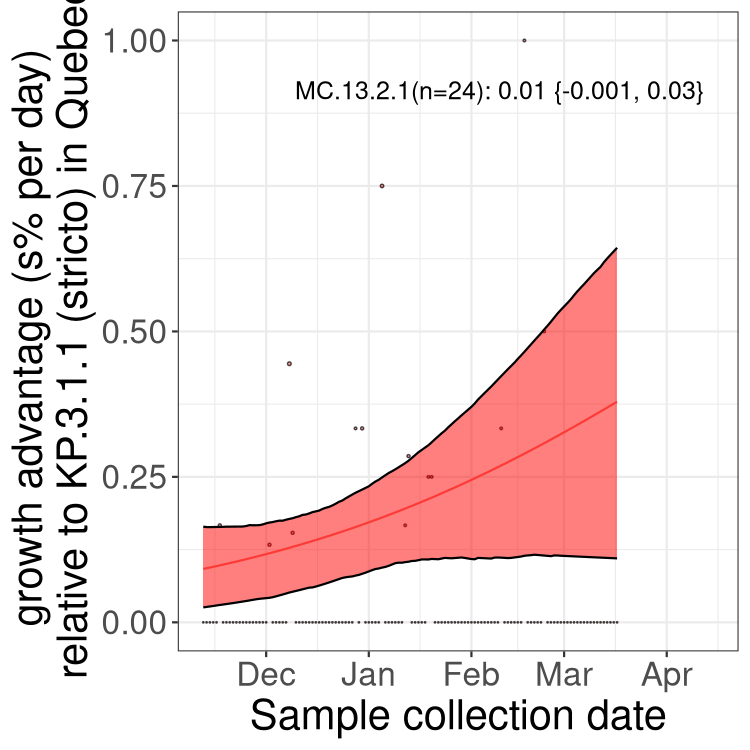 growth advantage (s% per day)
relative to KP.3.1.1 (stricto) in Quebec
1.00
0.75
0.50
0.25
0.00
MC.13.2.1(n=24): 0.01 {-0.001, 0.03}
Dec Jan Feb Mar Apr
Sample collection date